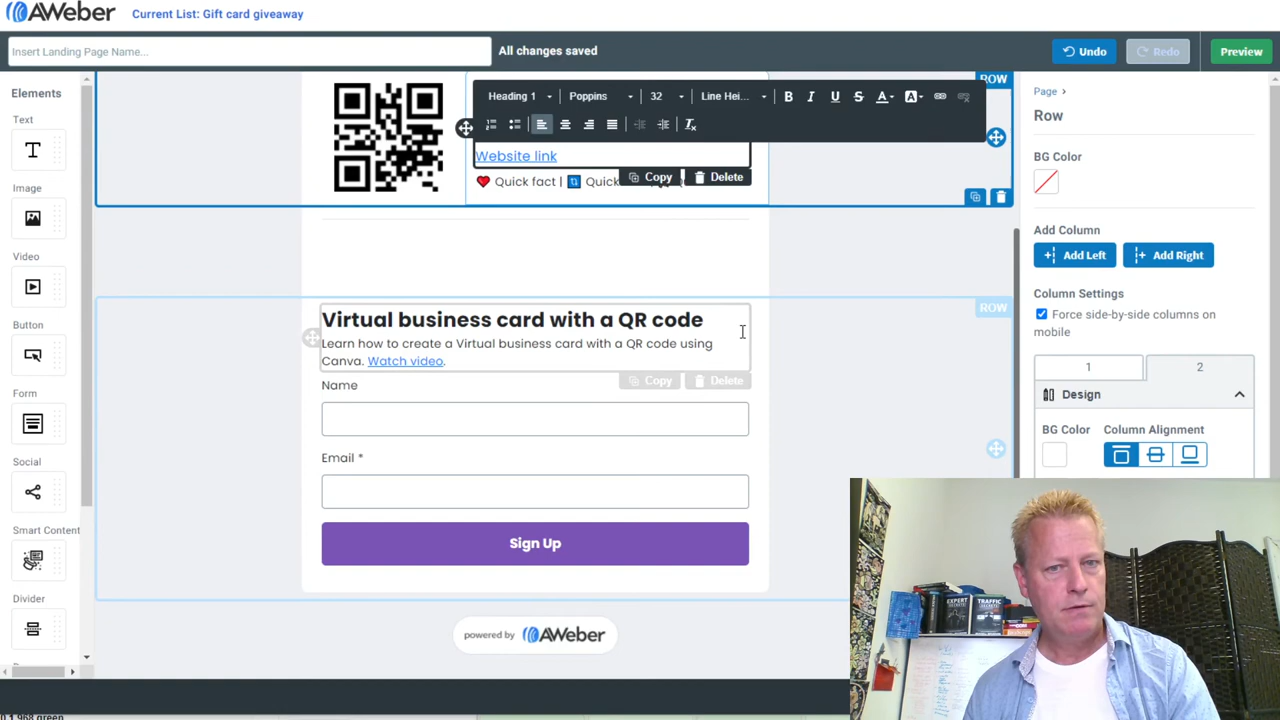 AWeber
Current List: Gift card giveaway
Insert Landing Page Name...
All changes saved
Undo
Redo
Preview
Elements
Text
Image
Video
Button
Form
Social
Smart Content
Divider
ROW
Heading 1
Poppins
32
Line Hei...
Website link
Copy
Delete
Quick fact |
Quick
ROW
Virtual business card with a QR code
Learn how to create a Virtual business card with a QR code using
Canva. Watch video.
Copy
Delete
Name
Email *
Sign Up
powered by AWeber
Page
Row
BG Color
Add Column
Add Left
Add Right
Column Settings
Force side-by-side columns on
mobile
1
2
Design
BG Color
Column Alignment
EXPERT
SECRETS
TRAFFIC
SECRETS